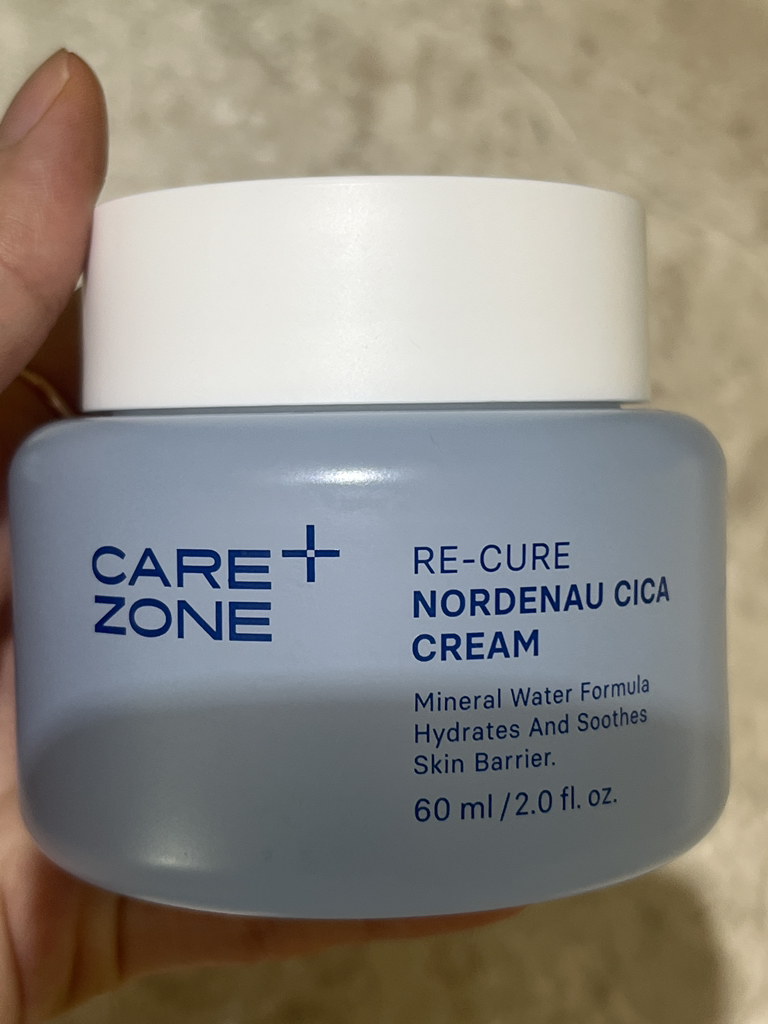 CARE+
ZONE
RE-CURE
NORDENAU CICA
CREAM
Mineral Water Formula
Hydrates And Soothes
Skin Barrier.
60 ml / 2.0 fl. oz.